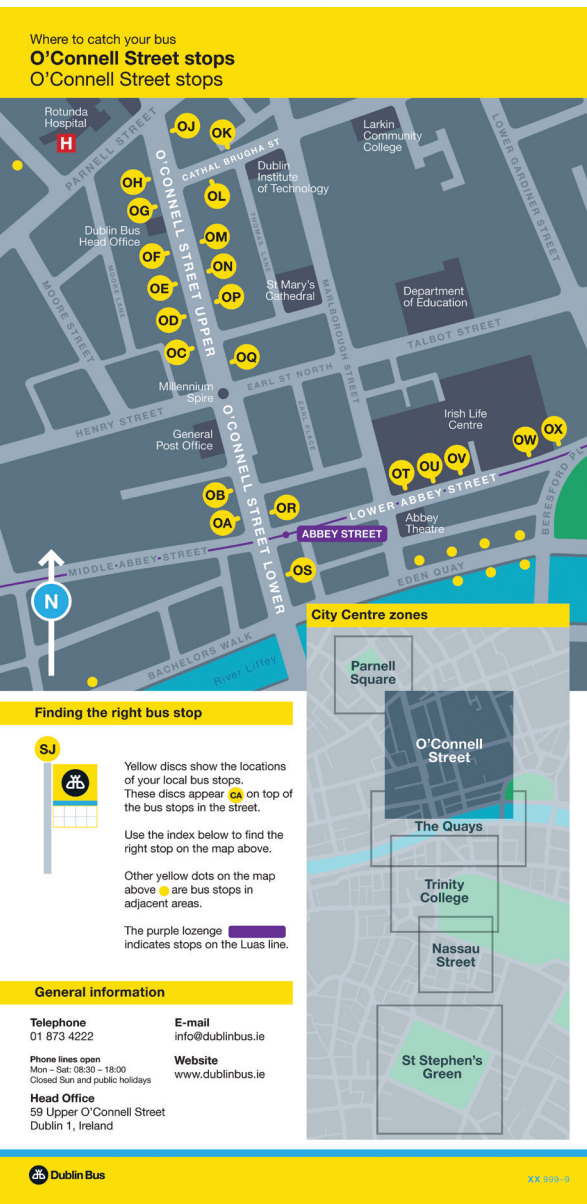 Where to catch your bus
O'Connell Street stops
O'Connell Street stops
Rotunda
Hospital
H
PARNELL STREET
OJ
OK
CATHAL BRUGHA ST
Larkin
Community
College
LOWER GARDINER STREET
Dublin
Institute
of Technology
OH
OG
OL
Dublin Bus
Head Office
O'CONNELL STREET UPPER
OM
THOMAS LANE
OF
ON
MOORE LANE
MOORE STREET
OE
OP
St Mary's
Cathedral
MARLBOROUGH STREET
Department
of Education
OD
TALBOT STREET
OC
OQ
EARL ST NORTH
Millennium
Spire
HENRY STREET
EARL PLACE
General
Post Office
O'CONNELL STREET LOWER
Irish Life
Centre
OX
OW
OV
OU
OT
OB
OA
OR
LOWER ABBEY STREET
Abbey
Theatre
BERESFORD PL
ABBEY STREET
MIDDLE ABBEY STREET
OS
EDEN QUAY
N
BACHELORS WALK
River Liffey
City Centre zones
Parnell
Square
O'Connell
Street
The Quays
Trinity
College
Nassau
Street
St Stephen's
Green
Finding the right bus stop
SJ
Yellow discs show the locations
of your local bus stops.
These discs appear CA on top of
the bus stops in the street.
Use the index below to find the
right stop on the map above.
Other yellow dots on the map
above are bus stops in
adjacent areas.
The purple lozenge
indicates stops on the Luas line.
General information
Telephone
01 873 4222
Phone lines open
Mon – Sat: 08:30 – 18:00
Closed Sun and public holidays
Head Office
59 Upper O'Connell Street
Dublin 1, Ireland
E-mail
info@dublinbus.ie
Website
www.dublinbus.ie
Dublin Bus
XX 999-9